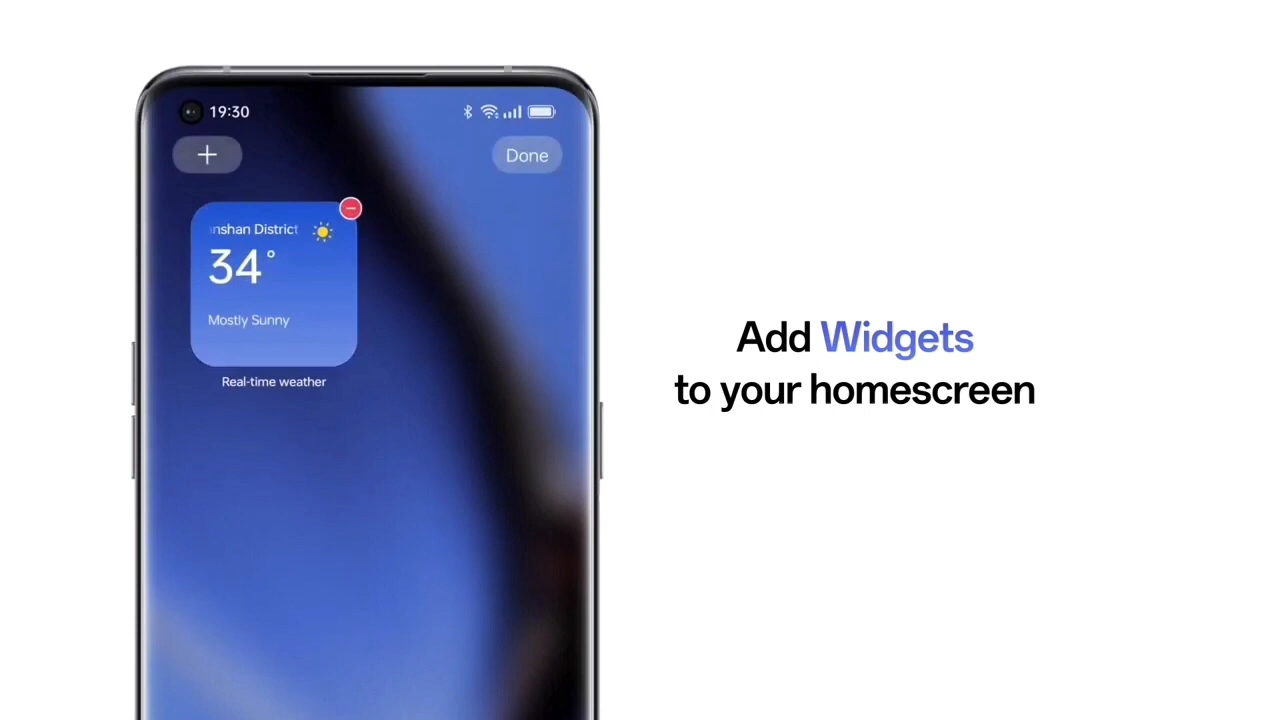 19:30
+
Done
nshan District
34°
Mostly Sunny
Real-time weather
Add Widgets
to your homescreen